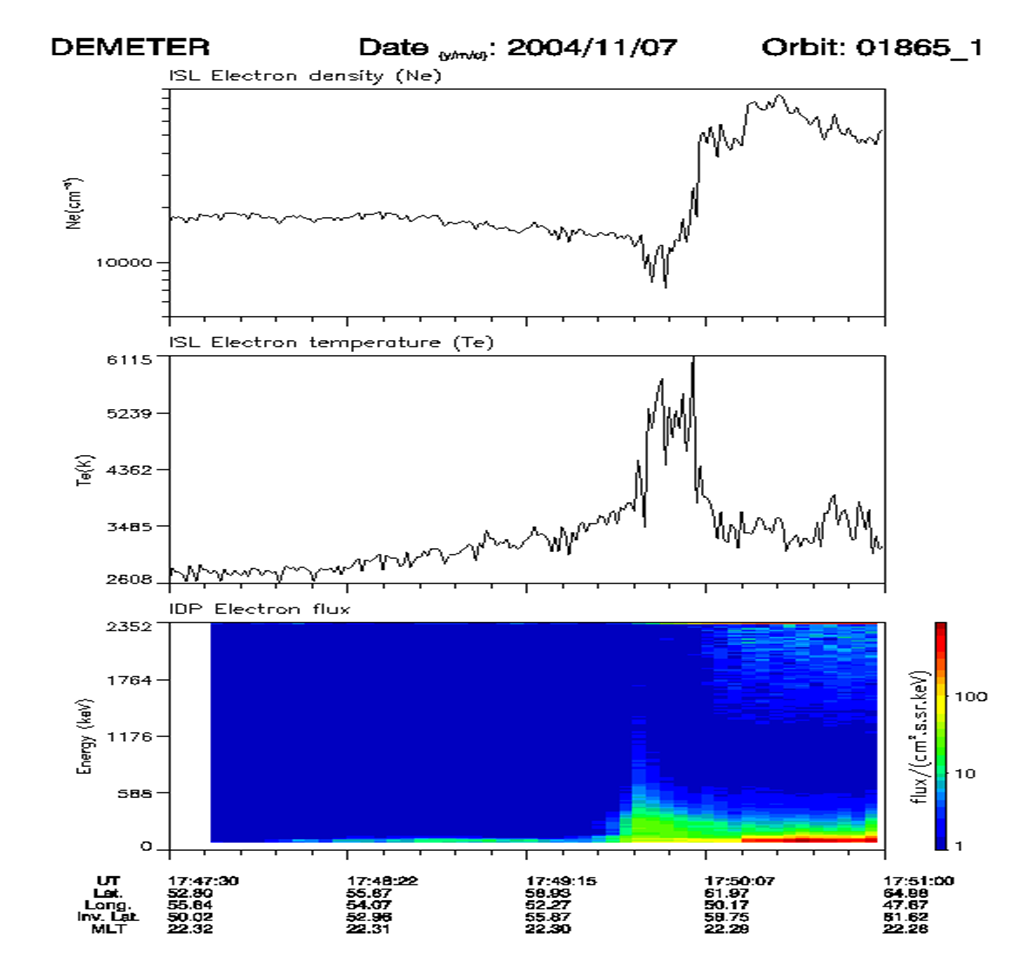 DEMETER Date (y/m/d): 2004/11/07 Orbit: 01865_1
ISL Electron density (Ne)
Ne(cm⁻³)
10000
ISL Electron temperature (Te)
Te(k)
6115
5239
4362
3485
2608
IDP Electron flux
Energy (keV)
2352
1764
1176
588
0
flux/(cm².s.sr.keV)
100
10
1
UT 17:47:30 17:48:22 17:49:15 17:50:07 17:51:00
Lat. 52.80 55.87 58.93 61.97 64.98
Long. 55.84 54.07 52.27 50.17 47.87
Inv. Lat. 50.02 52.96 55.87 58.75 61.62
MLT 22.32 22.31 22.30 22.29 22.28